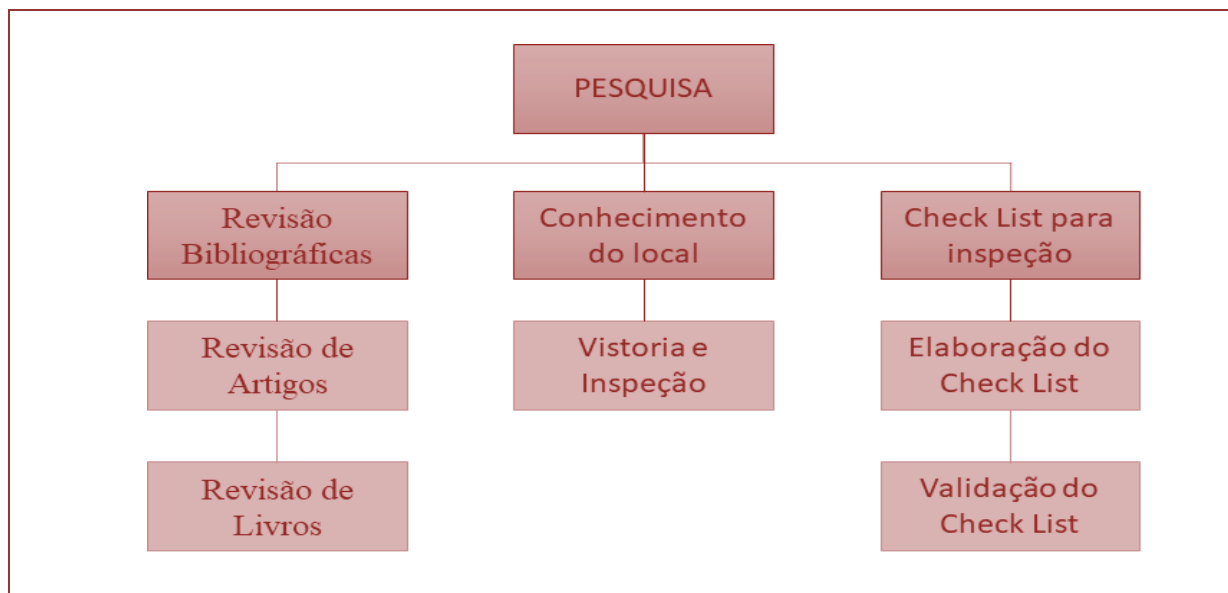 PESQUISA
Revisão
Bibliográficas
Conhecimento
do local
Check List para
inspeção
Revisão de
Artigos
Vistoria e
Inspeção
Elaboração do
Check List
Revisão de
Livros
Validação do
Check List